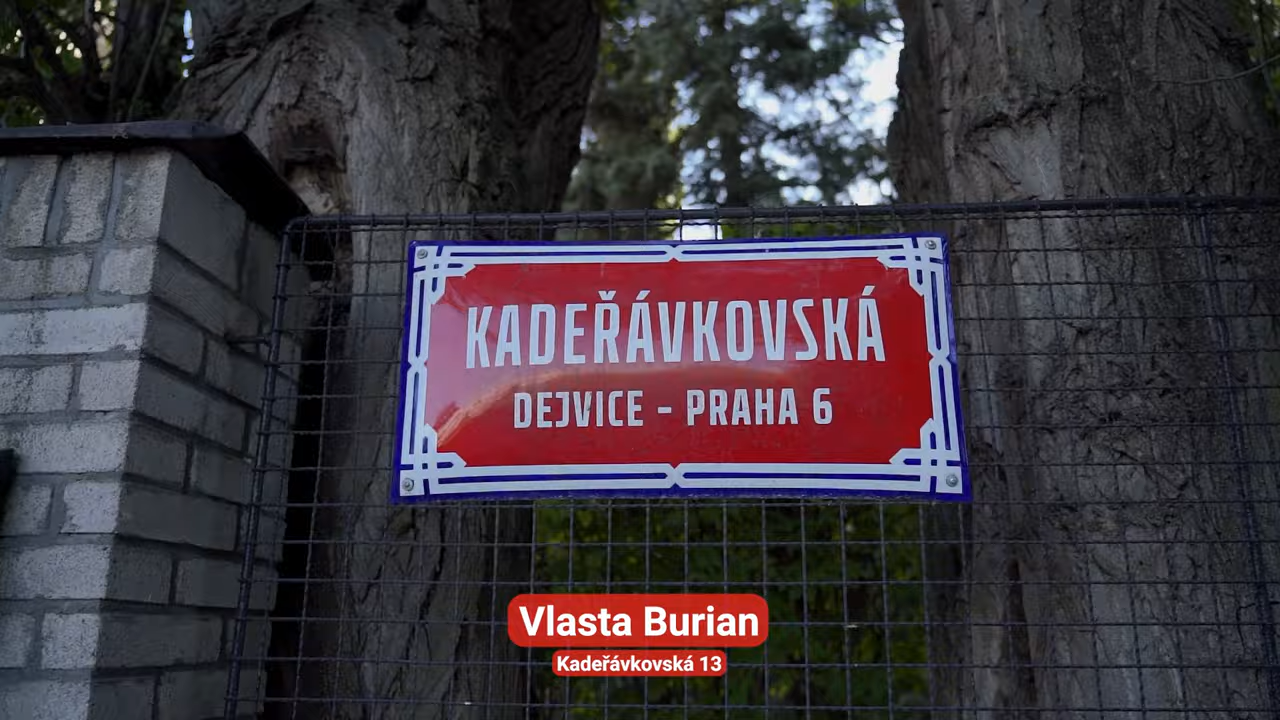 KADEŘÁVKOVSKÁ
DEJVICE - PRAHA 6
Vlasta Burian
Kadeřávkovská 13